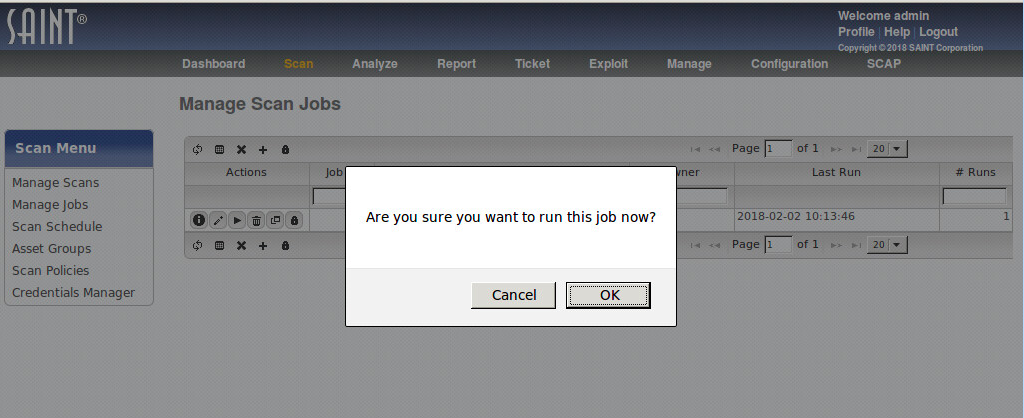 SAINT®
Welcome admin
Profile | Help | Logout
Copyright © 2018 SAINT Corporation
Dashboard Scan Analyze Report Ticket Exploit Manage Configuration SCAP
Manage Scan Jobs
Scan Menu
Manage Scans
Manage Jobs
Scan Schedule
Asset Groups
Scan Policies
Credentials Manager
Page 1 of 1 20
Actions Job wner Last Run # Runs
2018-02-02 10:13:46 1
Page 1 of 1 20
Are you sure you want to run this job now?
Cancel OK